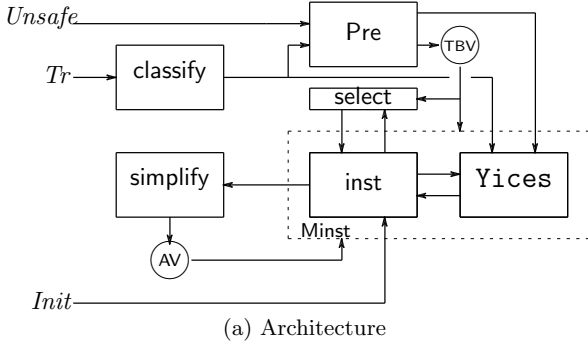 Unsafe
Pre
TBV
Tr
classify
select
simplify
inst
Yices
Minst
AV
Init
(a) Architecture